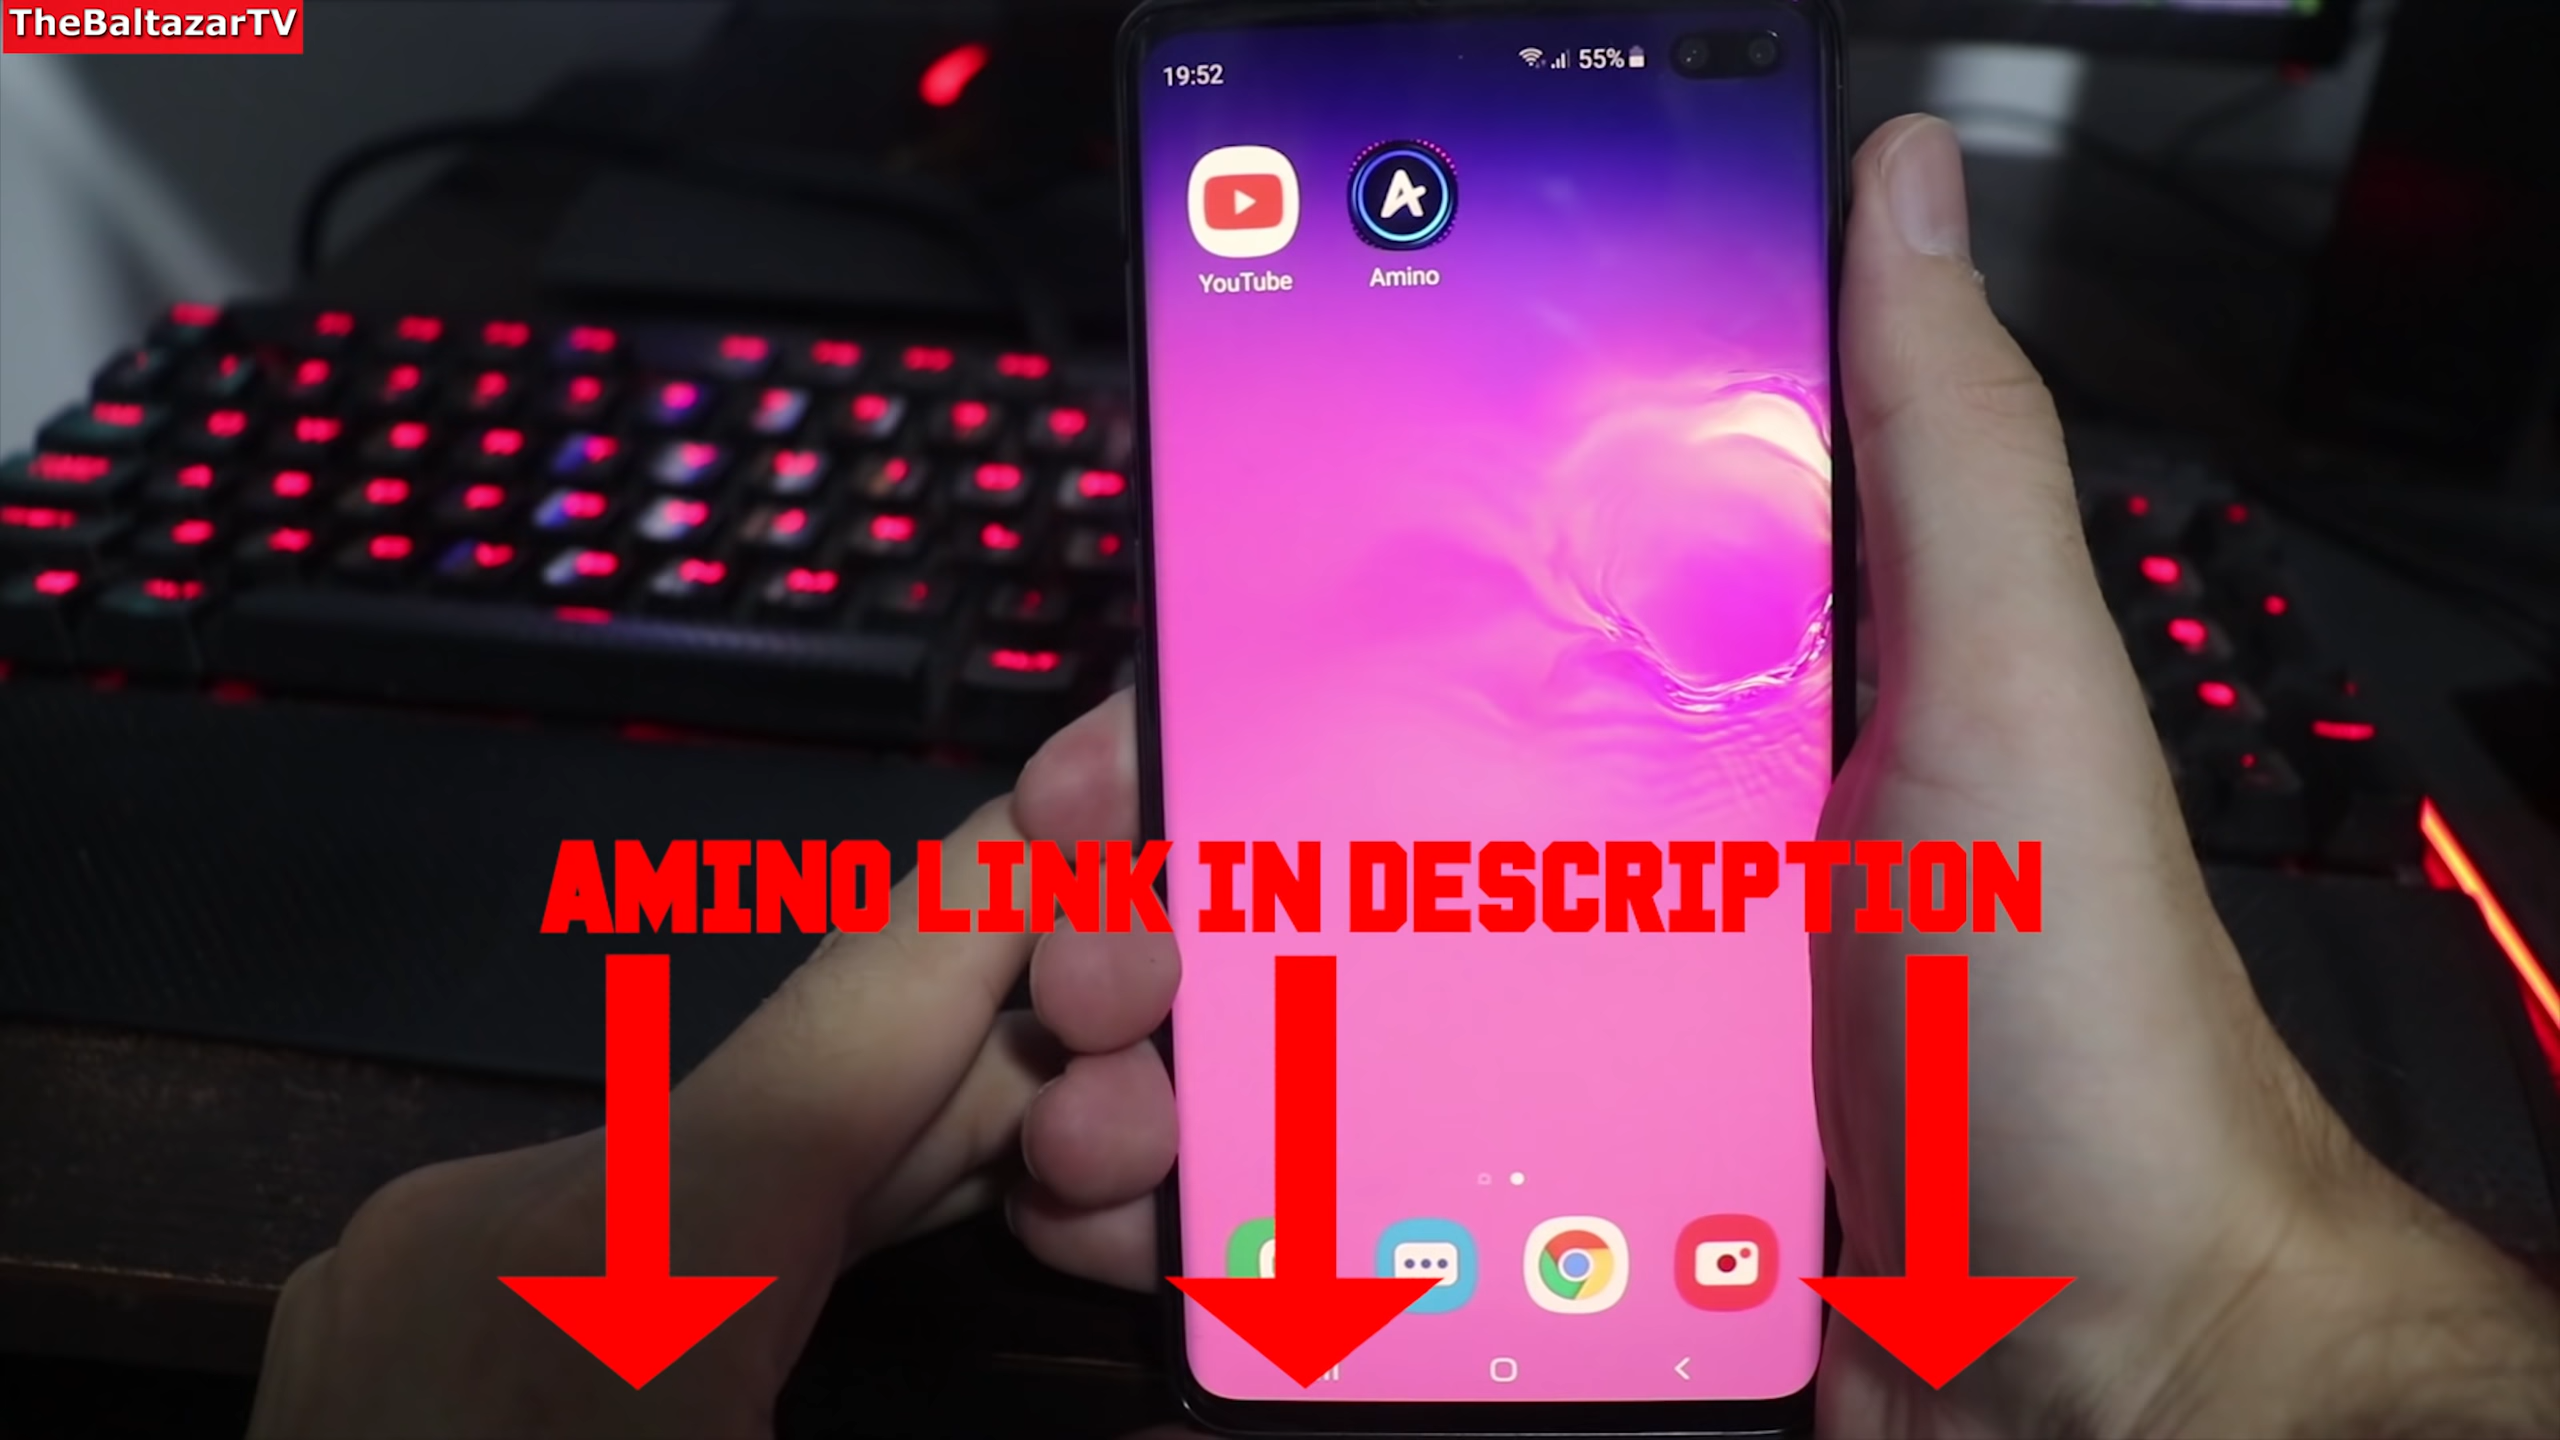 TheBaltazarTV
19:52
55%
YouTube
Amino
AMINO LINK IN DESCRIPTION